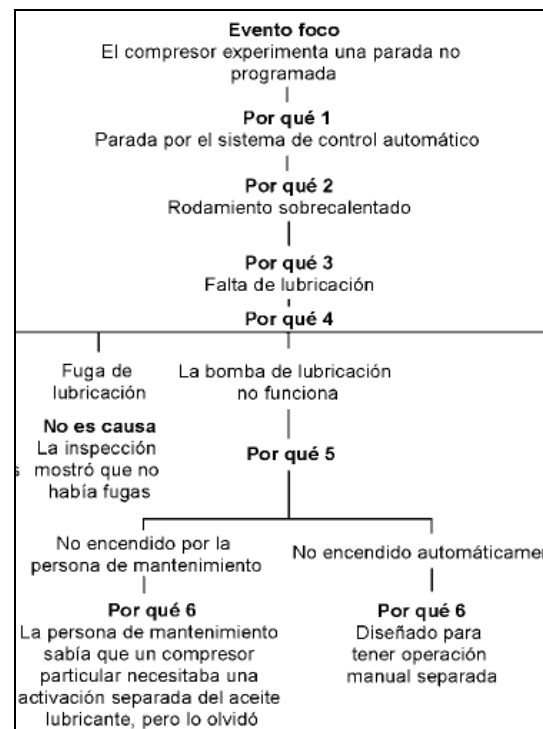 Evento foco
El compresor experimenta una parada no
programada
Por qué 1
Parada por el sistema de control automático
Por qué 2
Rodamiento sobrecalentado
Por qué 3
Falta de lubricación
Por qué 4
Fuga de
lubricación
No es causa
La inspección
s mostró que no
había fugas
La bomba de lubricación
no funciona
Por qué 5
No encendido por la
persona de mantenimiento
Por qué 6
La persona de mantenimiento
sabía que un compresor
particular necesitaba una
activación separada del aceite
lubricante, pero lo olvidó
No encendido automáticamen
Por qué 6
Diseñado para
tener operación
manual separada